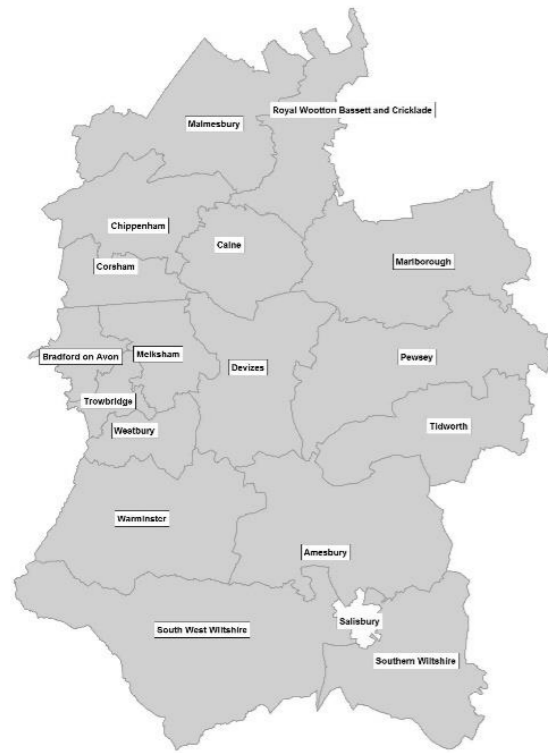 Royal Wootton Bassett and Cricklade
Malmesbury
Chippenham
Calne
Corsham
Marlborough
Bradford on Avon
Melksham
Devizes
Pewsey
Trowbridge
Westbury
Tidworth
Warminster
Amesbury
South West Wiltshire
Salisbury
Southern Wiltshire